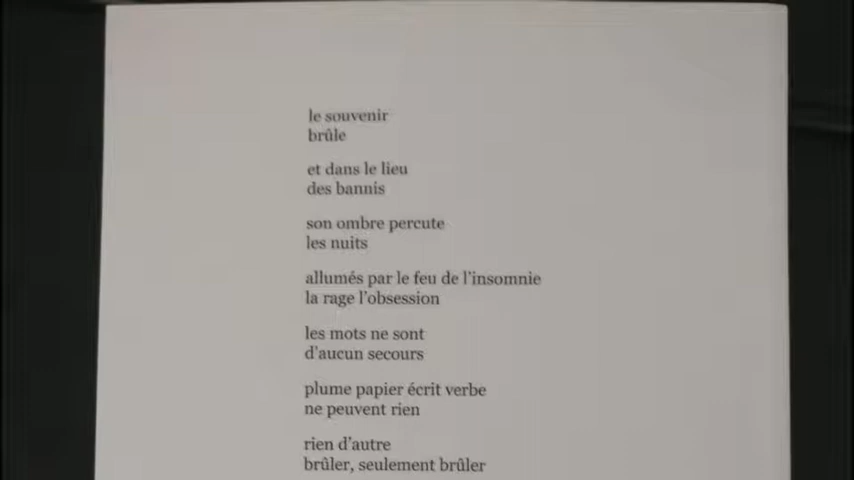 le souvenir
brûle
et dans le lieu
des bannis
son ombre percute
les nuits
allumés par le feu de l'insomnie
la rage l'obsession
les mots ne sont
d'aucun secours
plume papier écrit verbe
ne peuvent rien
rien d'autre
brûler, seulement brûler